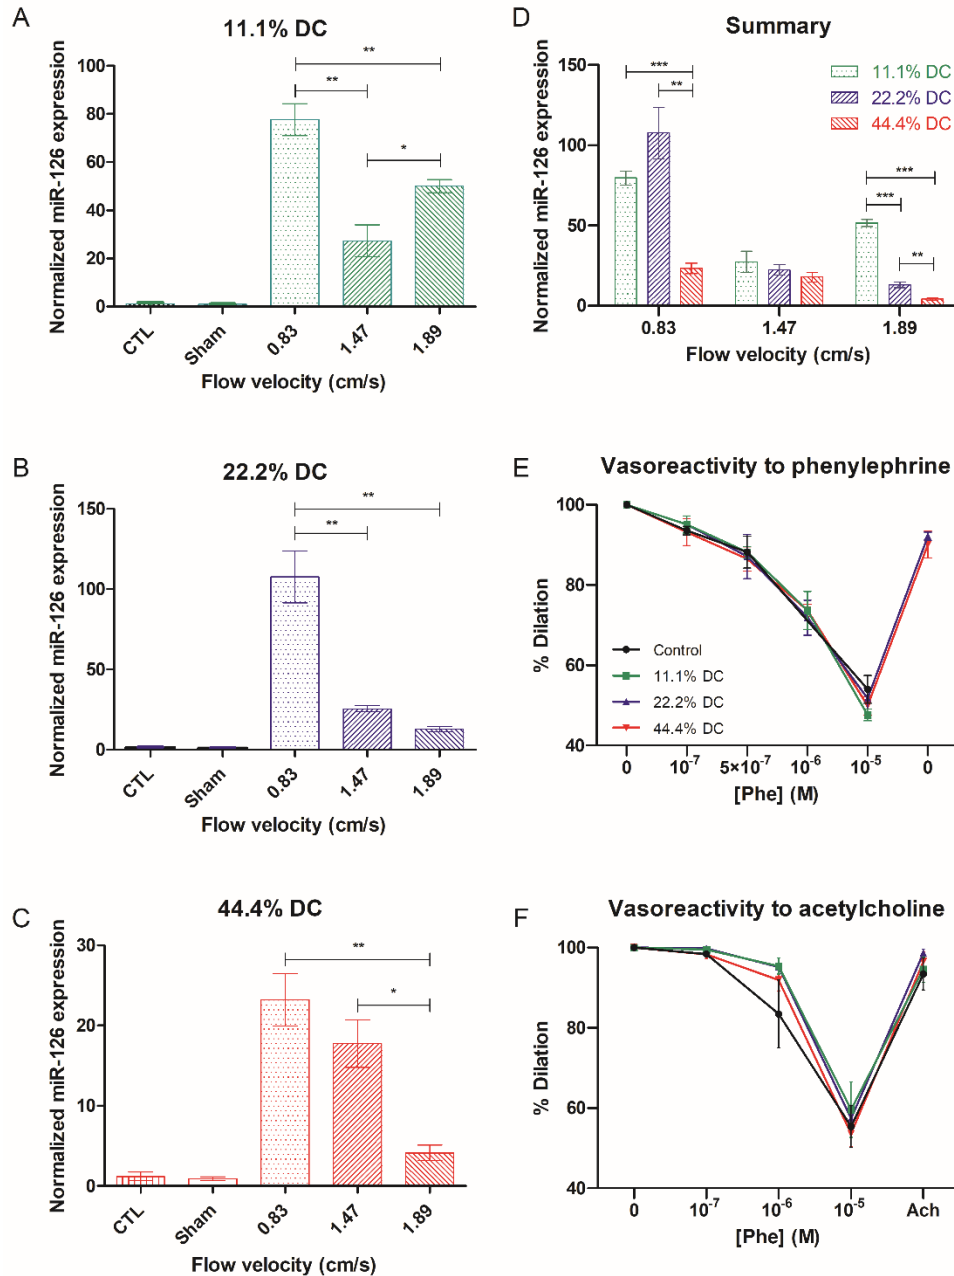 A
11.1% DC
Normalized miR-126 expression
100
80
60
40
20
0
**
**
*
CTL
Sham
0.83
1.47
1.89
Flow velocity (cm/s)
B
22.2% DC
Normalized miR-126 expression
150
100
50
0
**
**
CTL
Sham
0.83
1.47
1.89
Flow velocity (cm/s)
C
44.4% DC
Normalized miR-126 expression
30
20
10
0
**
*
CTL
Sham
0.83
1.47
1.89
Flow velocity (cm/s)
D
Summary
Normalized miR-126 expression
150
100
50
0
11.1% DC
22.2% DC
44.4% DC
***
**
***
***
**
0.83
1.47
1.89
Flow velocity (cm/s)
E
Vasoreactivity to phenylephrine
% Dilation
100
80
60
40
Control
11.1% DC
22.2% DC
44.4% DC
0
10⁻⁷
5×10⁻⁷
10⁻⁶
10⁻⁵
0
[Phe] (M)
F
Vasoreactivity to acetylcholine
% Dilation
100
80
60
40
0
10⁻⁷
10⁻⁶
10⁻⁵
Ach
[Phe] (M)